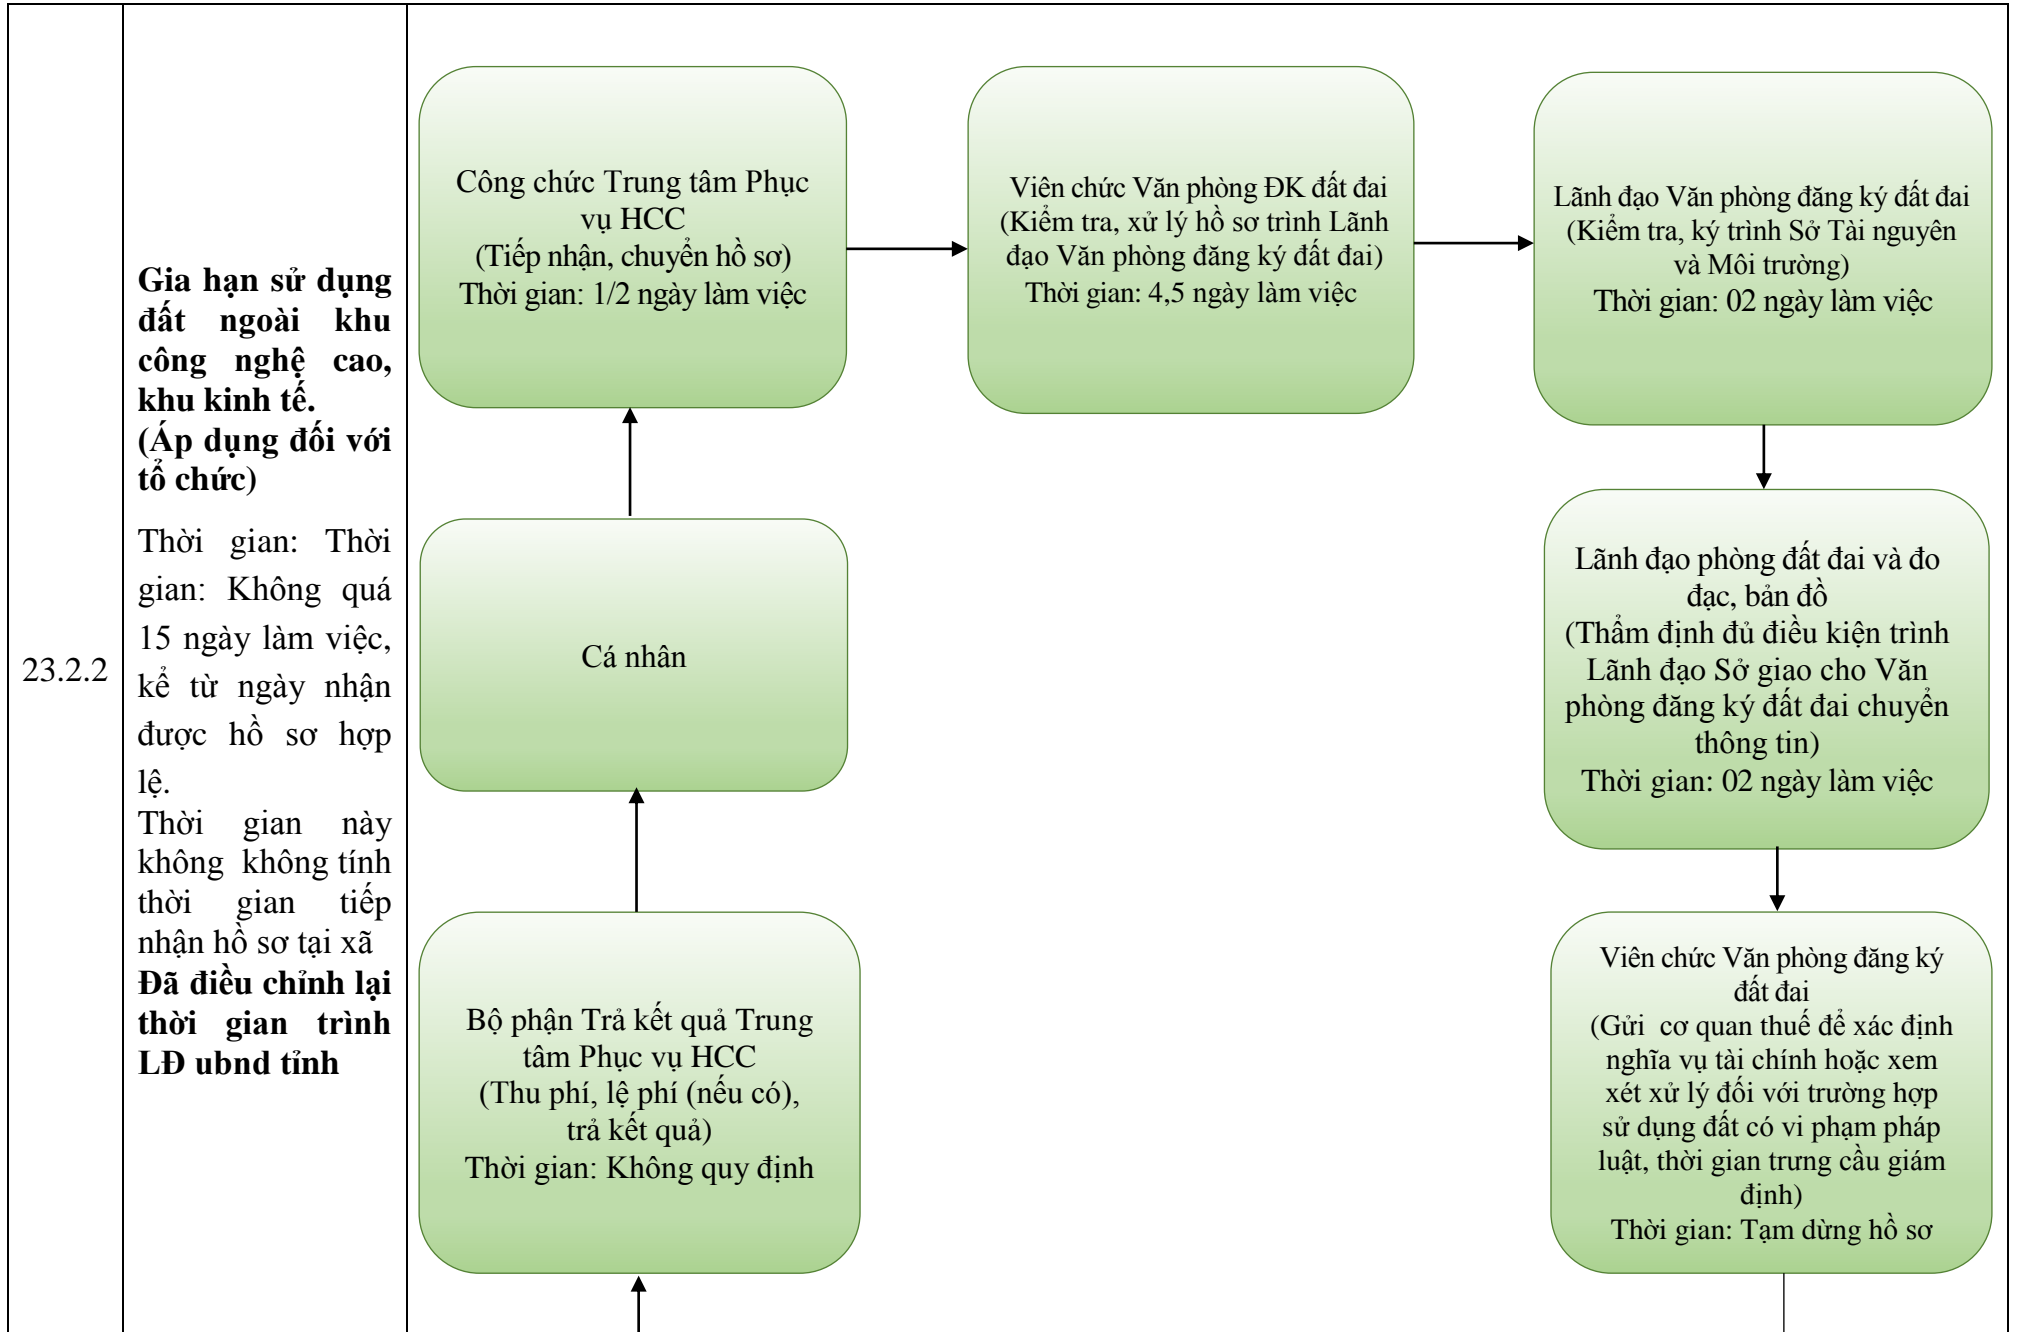 23.2.2
Gia hạn sử dụng
đất ngoài khu
công nghệ cao,
khu kinh tế.
(Áp dụng đối với
tổ chức)
Thời gian: Thời
gian: Không quá
15 ngày làm việc,
kể từ ngày nhận
được hồ sơ hợp
lệ.
Thời gian này
không không tính
thời gian tiếp
nhận hồ sơ tại xã
Đã điều chỉnh lại
thời gian trình
LĐ ubnd tỉnh
Công chức Trung tâm Phục
vụ HCC
(Tiếp nhận, chuyển hồ sơ)
Thời gian: 1/2 ngày làm việc
Viên chức Văn phòng ĐK đất đai
(Kiểm tra, xử lý hồ sơ trình Lãnh
đạo Văn phòng đăng ký đất đai)
Thời gian: 4,5 ngày làm việc
Lãnh đạo Văn phòng đăng ký đất đai
(Kiểm tra, ký trình Sở Tài nguyên
và Môi trường)
Thời gian: 02 ngày làm việc
Lãnh đạo phòng đất đai và đo
đạc, bản đồ
(Thẩm định đủ điều kiện trình
Lãnh đạo Sở giao cho Văn
phòng đăng ký đất đai chuyển
thông tin)
Thời gian: 02 ngày làm việc
Viên chức Văn phòng đăng ký
đất đai
(Gửi cơ quan thuế để xác định
nghĩa vụ tài chính hoặc xem
xét xử lý đối với trường hợp
sử dụng đất có vi phạm pháp
luật, thời gian trưng cầu giám
định)
Thời gian: Tạm dừng hồ sơ
Cá nhân
Bộ phận Trả kết quả Trung
tâm Phục vụ HCC
(Thu phí, lệ phí (nếu có),
trả kết quả)
Thời gian: Không quy định